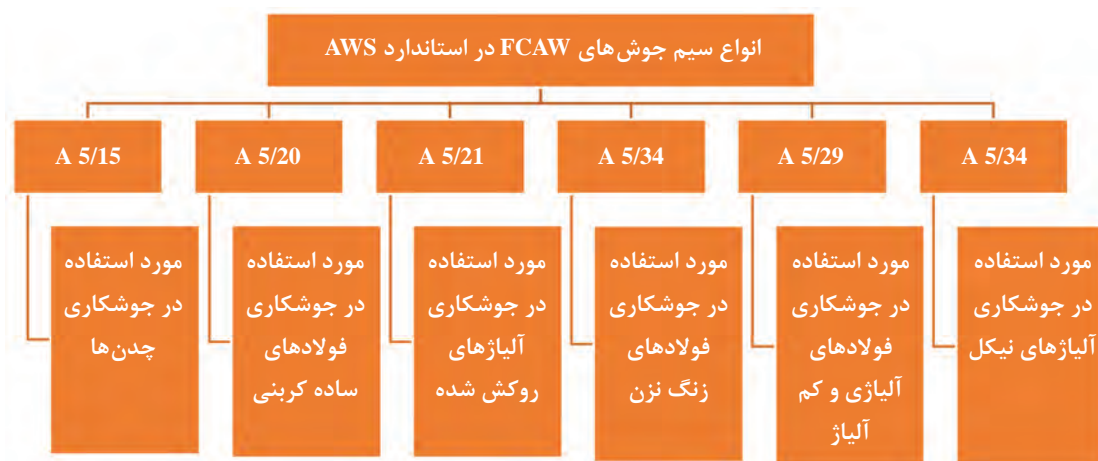 انواع سیم جوش‌های FCAW در استاندارد AWS
A 5/15
A 5/20
A 5/21
A 5/34
A 5/29
A 5/34
مورد استفاده
در جوشکاری
چدن‌ها
مورد استفاده
در جوشکاری
فولادهای
ساده کربنی
مورد استفاده
در جوشکاری
آلیاژهای
روکش شده
مورد استفاده
در جوشکاری
فولادهای
زنگ نزن
مورد استفاده
در جوشکاری
فولادهای
آلیاژی و کم
آلیاژ
مورد استفاده
در جوشکاری
آلیاژهای نیکل